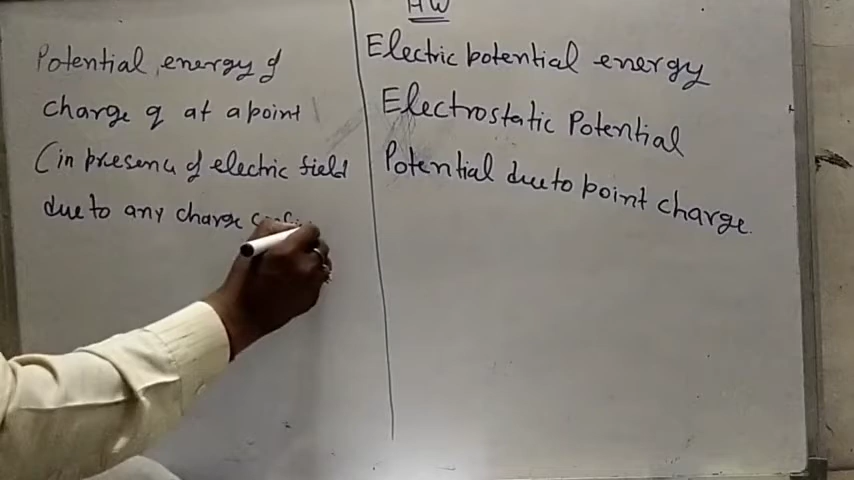 HW
Potential energy of
charge q at a point
(in presence of electric field
due to any charge
Electric potential energy
Electrostatic Potential
Potential due to point charge.